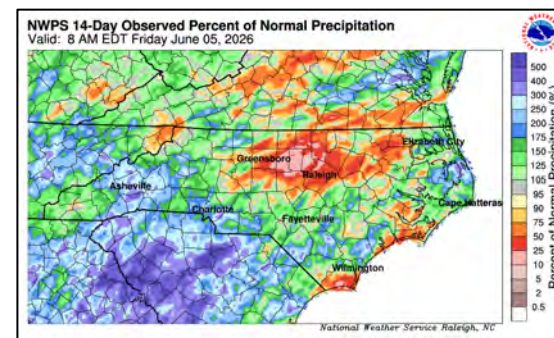 NWPS 14-Day Observed Percent of Normal Precipitation
Valid: 8 AM EDT Friday June 05, 2026
Greensboro
Elizabeth City
Raleigh
Asheville
Cape Hatteras
Charlotte
Fayetteville
Wilmington
500
400
300
200
175
150
125
105
95
90
75
50
25
10
5
2
0.5
Percent of Normal Precipitation (%)
National Weather Service Raleigh, NC